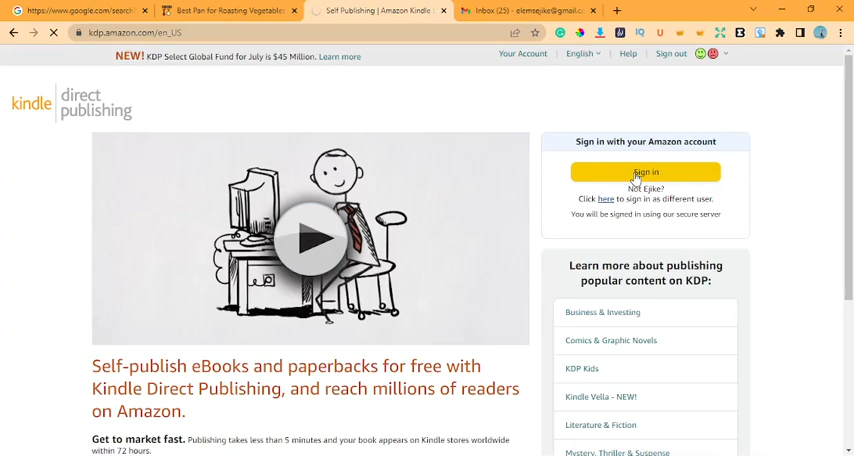 https://www.google.com/search?
Best Pan for Roasting Vegetables
Self Publishing | Amazon Kindle
Inbox (25) - elemsejike@gmail.c
kdp.amazon.com/en_US
NEW! KDP Select Global Fund for July is $45 Million. Learn more
Your Account
English
Help
Sign out
kindle direct publishing
Sign in with your Amazon account
Sign in
Not Ejike?
Click here to sign in as different user.
You will be signed in using our secure server
Learn more about publishing
popular content on KDP:
Business & Investing
Comics & Graphic Novels
KDP Kids
Kindle Vella - NEW!
Literature & Fiction
Mystery, Thriller & Suspense
Self-publish eBooks and paperbacks for free with
Kindle Direct Publishing, and reach millions of readers
on Amazon.
Get to market fast. Publishing takes less than 5 minutes and your book appears on Kindle stores worldwide
within 72 hours.